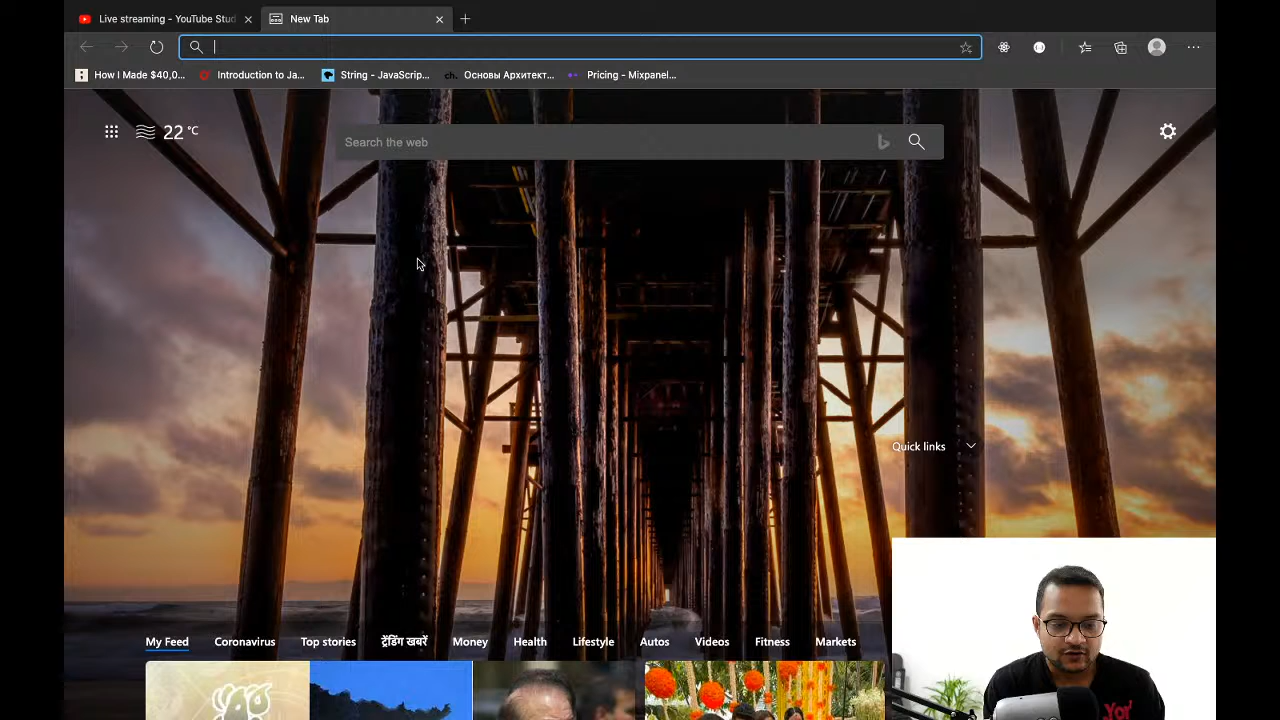 Live streaming - YouTube Stud
New Tab
How I Made $40,0...
Introduction to Ja...
String - JavaScrip...
ch. Основы Архитект...
Pricing - Mixpanel...
22 °C
Search the web
Quick links
My Feed
Coronavirus
Top stories
ट्रेंडिंग खबरें
Money
Health
Lifestyle
Autos
Videos
Fitness
Markets